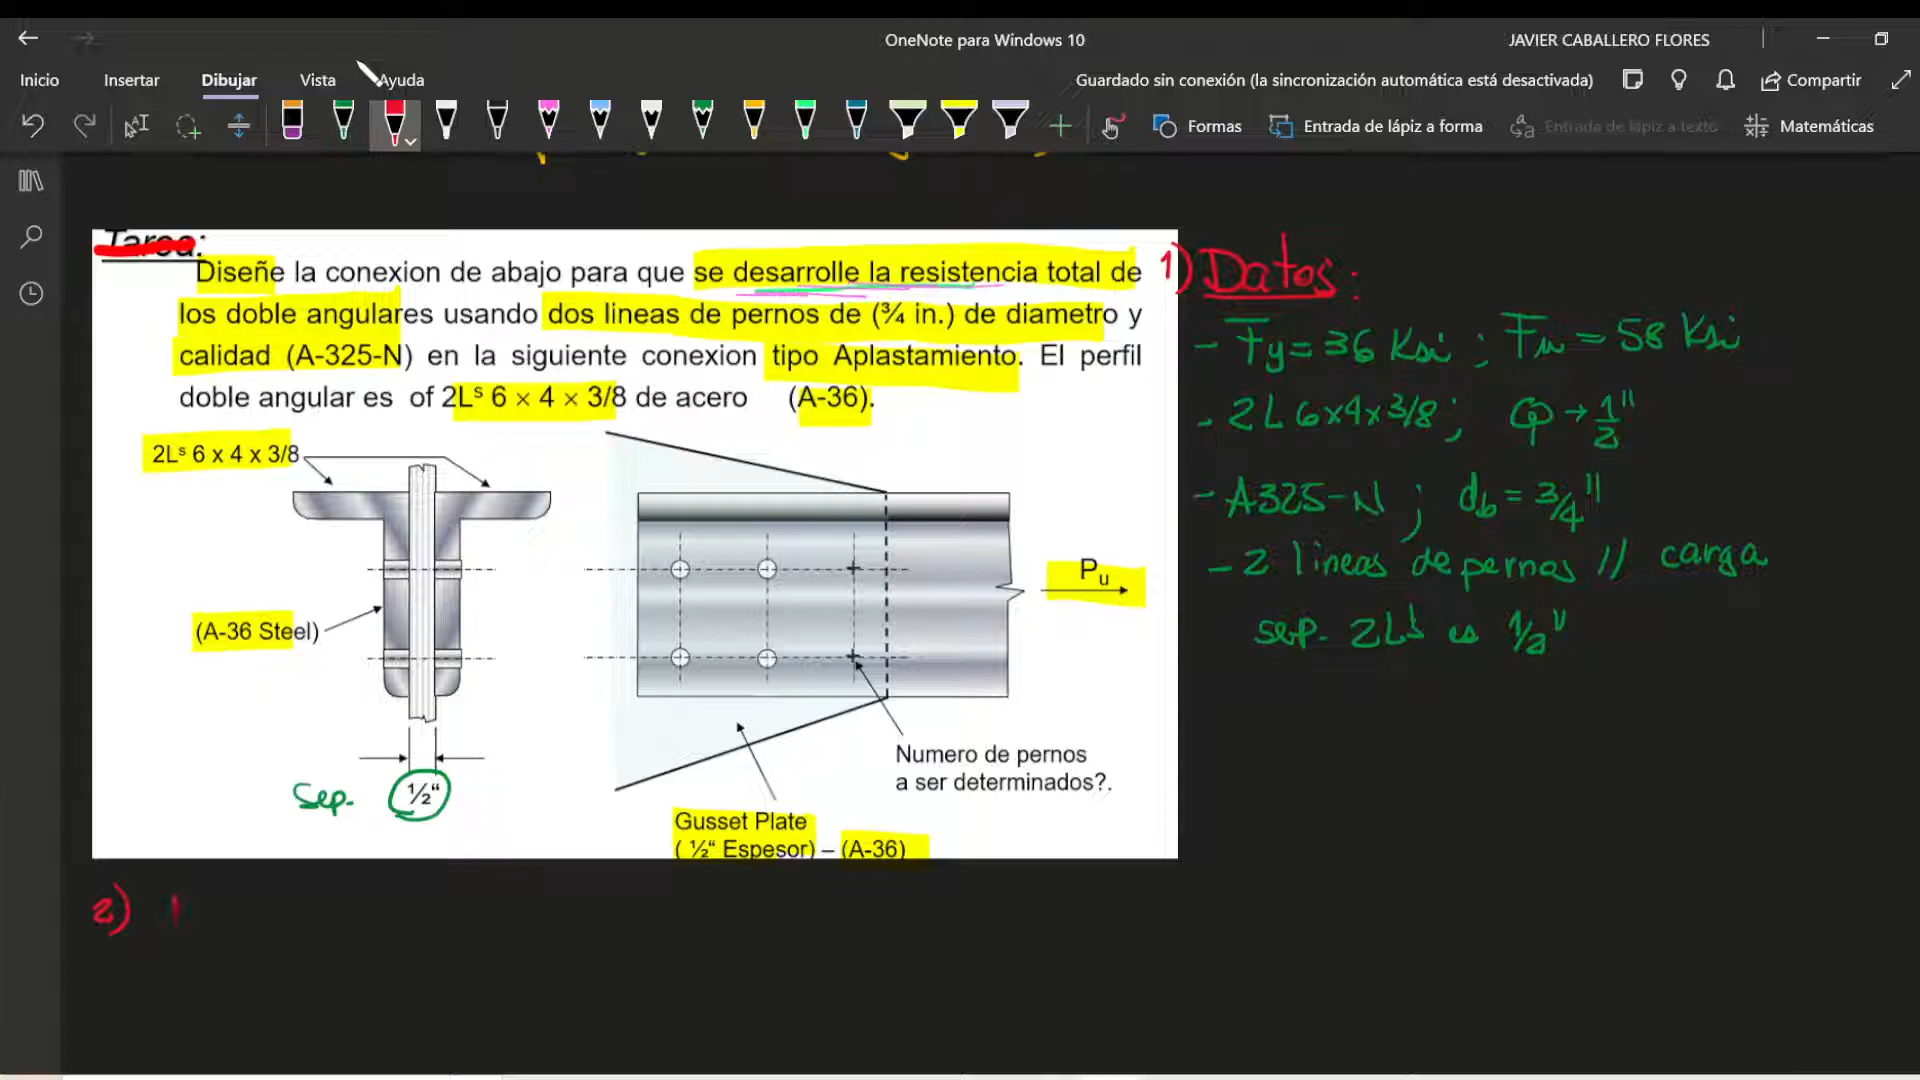 OneNote para Windows 10
JAVIER CABALLERO FLORES
Inicio Insertar Dibujar Vista Ayuda
Guardado sin conexión (la sincronización automática está desactivada)
Compartir
Formas
Entrada de lápiz a forma
Entrada de lápiz a texto
Matemáticas
Tarea:
Diseñe la conexion de abajo para que se desarrolle la resistencia total de
los doble angulares usando dos lineas de pernos de (¾ in.) de diametro y
calidad (A-325-N) en la siguiente conexion tipo Aplastamiento. El perfil
doble angular es of 2Lˢ 6 × 4 × 3/8 de acero (A-36).
2Lˢ 6 x 4 x 3/8
(A-36 Steel)
Sep. ½"
Pu
Numero de pernos
a ser determinados?.
Gusset Plate
( ½" Espesor) – (A-36)
1) Datos:
- Fy = 36 Ksi ; Fu = 58 Ksi
- 2L 6x4x3/8 ; GP → 1/2"
- A325-N ; db = 3/4"
- 2 lineas de pernos // carga
sep. 2Ls es 1/2"
2)